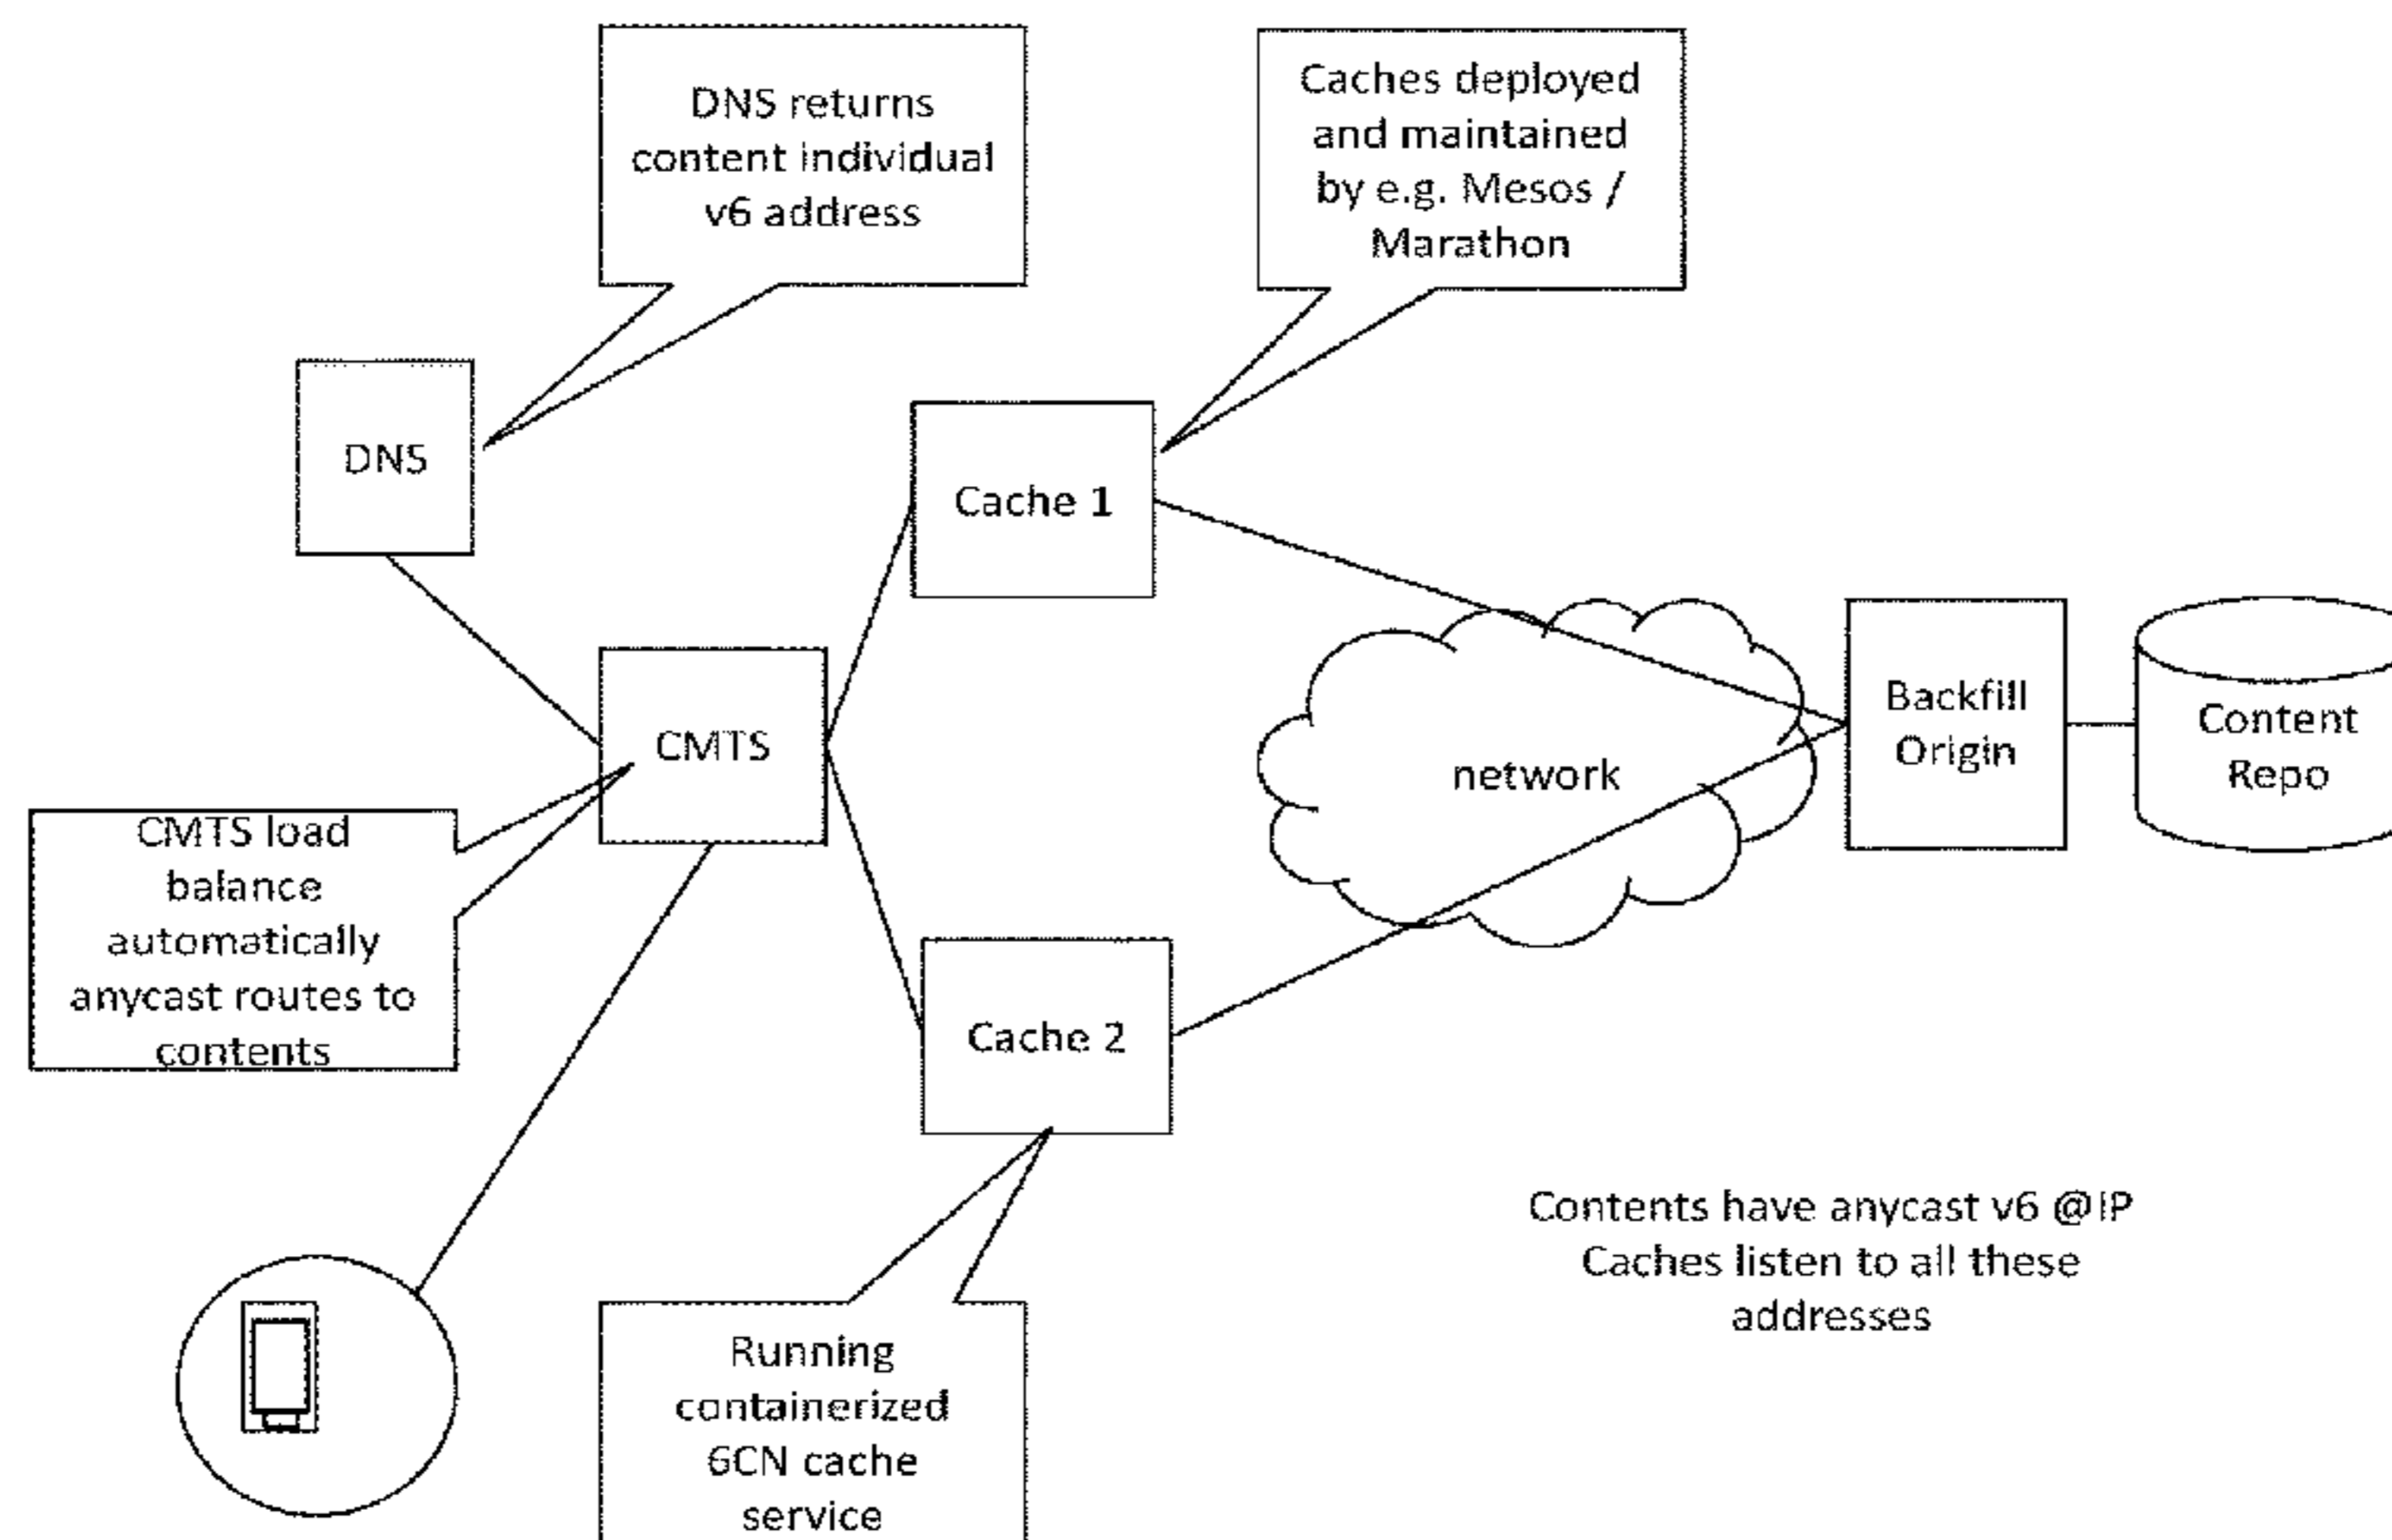 DNS returns
content individual
v6 address
Caches deployed
and maintained
by e.g. Mesos /
Marathon
DNS
Cache 1
CMTS
network
Backfill
Origin
Content
Repo
CMTS load
balance
automatically
anycast routes to
contents
Cache 2
Contents have anycast v6 @IP
Caches listen to all these
addresses
Running
containerized
6CN cache
service